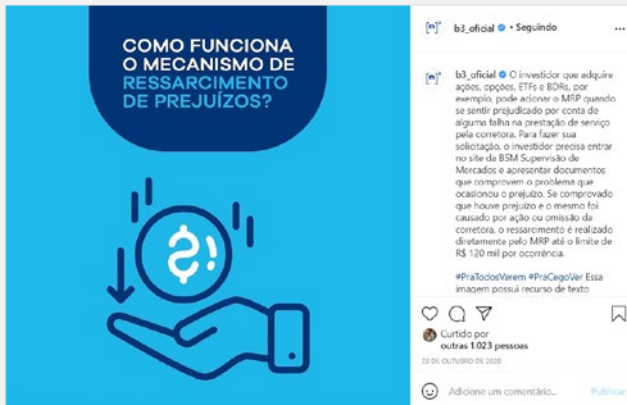 COMO FUNCIONA
O MECANISMO DE
RESSARCIMENTO
DE PREJUÍZOS?
b3_oficial • Seguindo
b3_oficial O investidor que adquire
ações, opções, ETFs e BDRs, por
exemplo, pode acionar o MRP quando
se sentir prejudicado por conta de
alguma falha na prestação de serviço
pela corretora. Para fazer sua
solicitação, o investidor precisa entrar
no site da BSM Supervisão de
Mercados e apresentar documentos
que comprovem o problema que
ocasionou o prejuízo. Se comprovado
que houve prejuízo e o mesmo foi
causado por ação ou omissão da
corretora, o ressarcimento é realizado
diretamente pelo MRP até o limite de
R$ 120 mil por ocorrência.
#PraTodosVerem #PraCegoVer Essa
imagem possui recurso de texto
Curtido por
outras 1.023 pessoas
23 DE OUTUBRO DE 2020
Adicione um comentário... Publicar